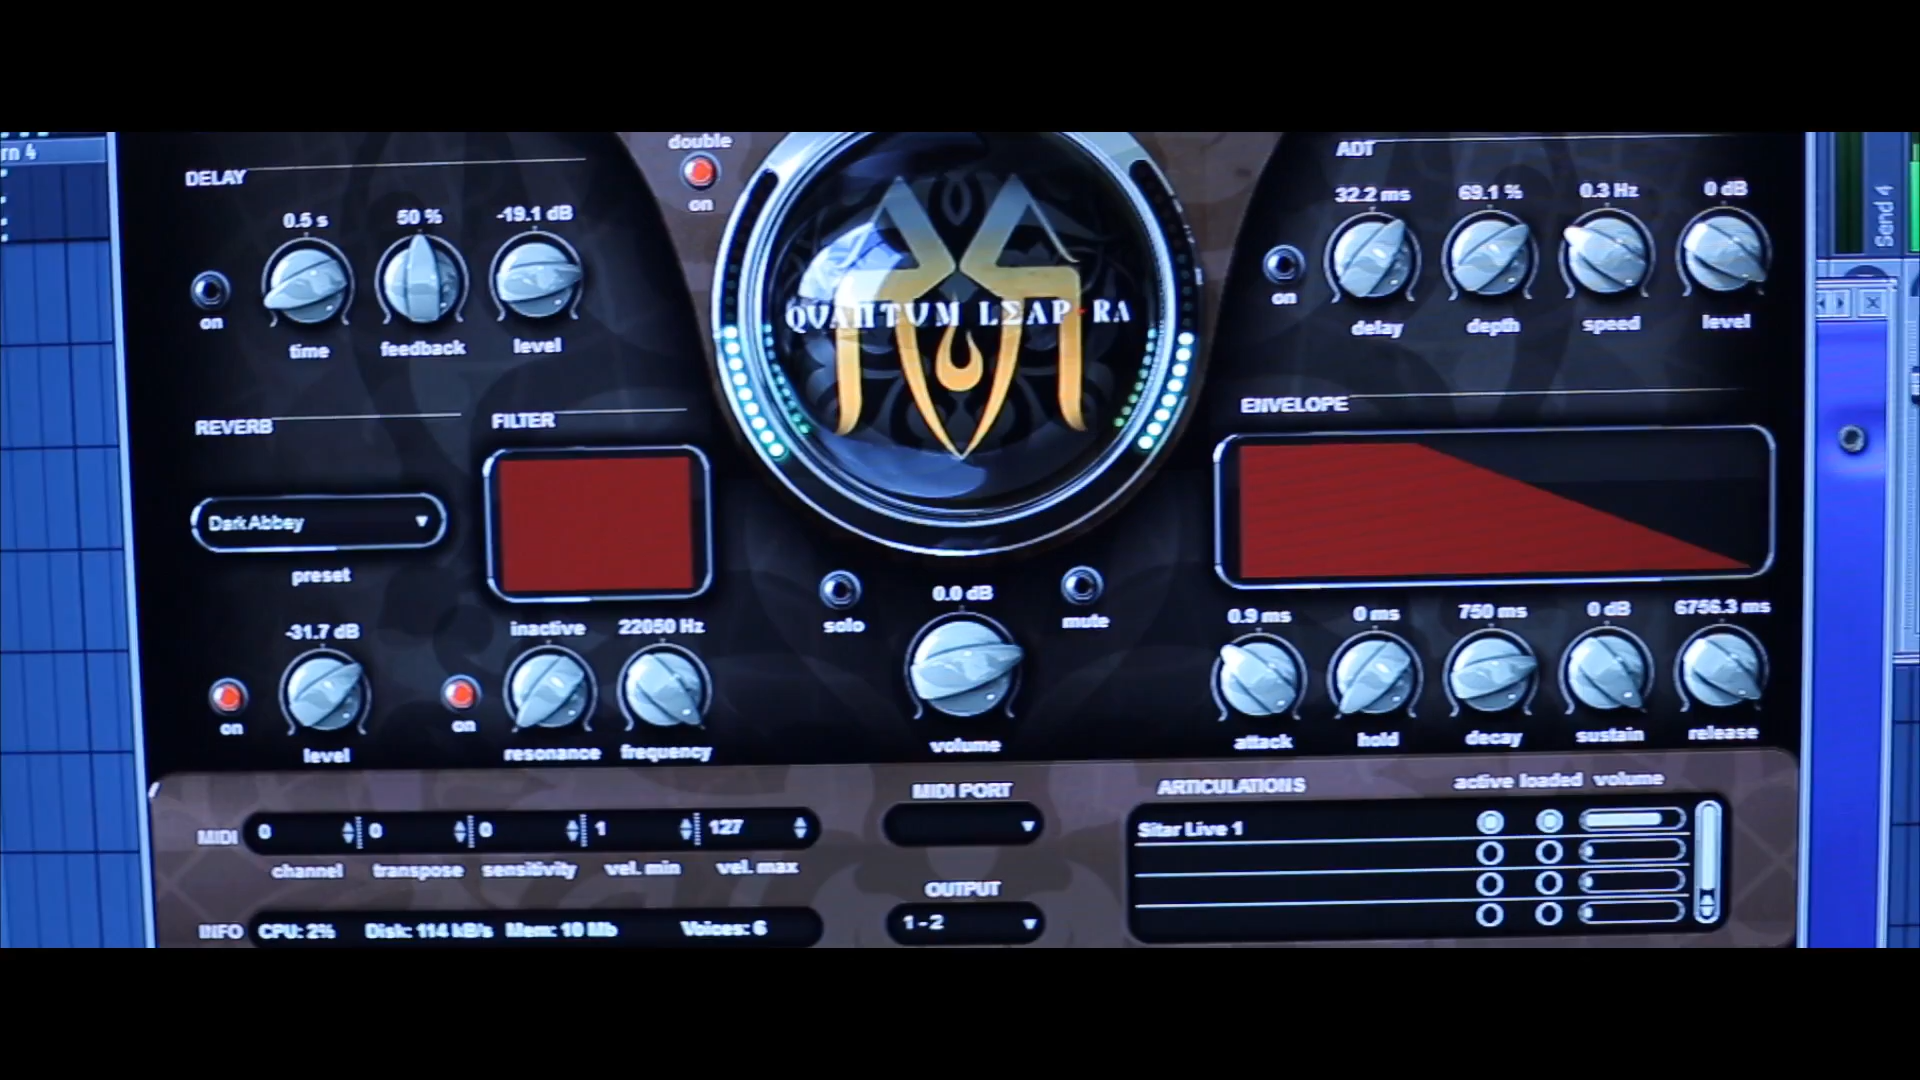 rn 4
double
on
DELAY
0.5 s 50 % -19.1 dB
on
time feedback level
QUANTUM LEAP RA
ADT
32.2 ms 69.1 % 0.3 Hz 0 dB
on
delay depth speed level
Send 4
REVERB
Dark Abbey
preset
-31.7 dB
on
level
FILTER
inactive 22050 Hz
on
resonance frequency
solo
0.0 dB
mute
volume
ENVELOPE
0.9 ms 0 ms 750 ms 0 dB 6756.3 ms
attack hold decay sustain release
MIDI 0 0 0 1 127
channel transpose sensitivity vel. min vel. max
INFO CPU: 2% Disk: 114 kB/s Mem: 10 Mb Voices: 6
MIDI PORT
OUTPUT
1 - 2
ARTICULATIONS active loaded volume
Sitar Live 1